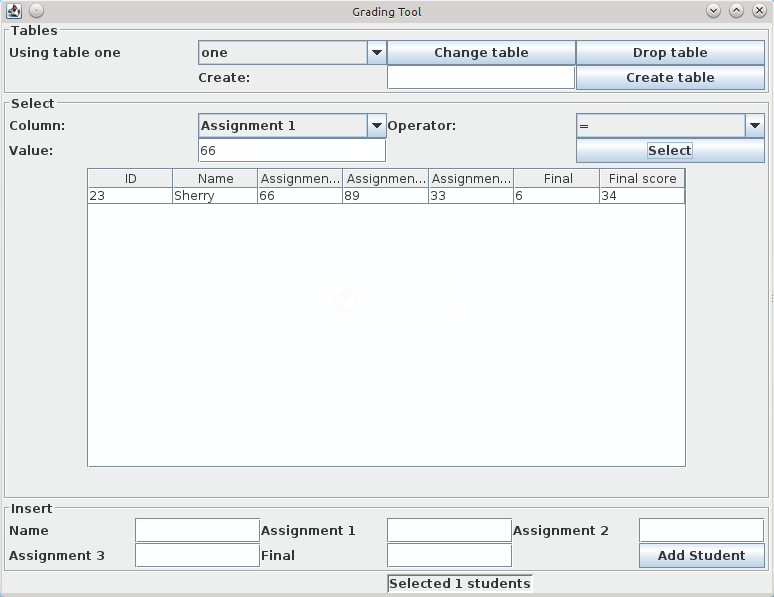 Grading Tool
Tables
Using table one one Change table Drop table
Create: Create table
Select
Column: Assignment 1 Operator: =
Value: 66 Select
ID Name Assignmen... Assignmen... Assignmen... Final Final score
23 Sherry 66 89 33 6 34
Insert
Name Assignment 1 Assignment 2
Assignment 3 Final Add Student
Selected 1 students